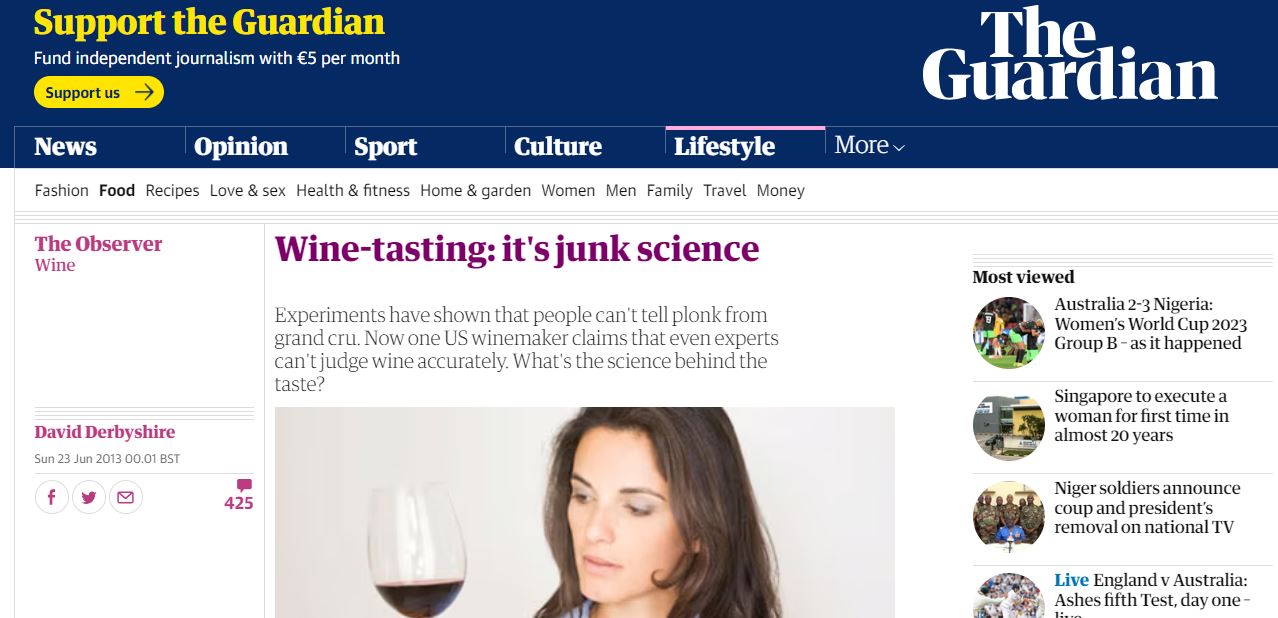 Support the Guardian
Fund independent journalism with €5 per month
Support us
The
Guardian
News Opinion Sport Culture Lifestyle More
Fashion Food Recipes Love & sex Health & fitness Home & garden Women Men Family Travel Money
The Observer
Wine
Wine-tasting: it's junk science
Experiments have shown that people can't tell plonk from
grand cru. Now one US winemaker claims that even experts
can't judge wine accurately. What's the science behind the
taste?
David Derbyshire
Sun 23 Jun 2013 00.01 BST
425
Most viewed
Australia 2-3 Nigeria:
Women's World Cup 2023
Group B – as it happened
Singapore to execute a
woman for first time in
almost 20 years
Niger soldiers announce
coup and president's
removal on national TV
Live England v Australia:
Ashes fifth Test, day one –
live